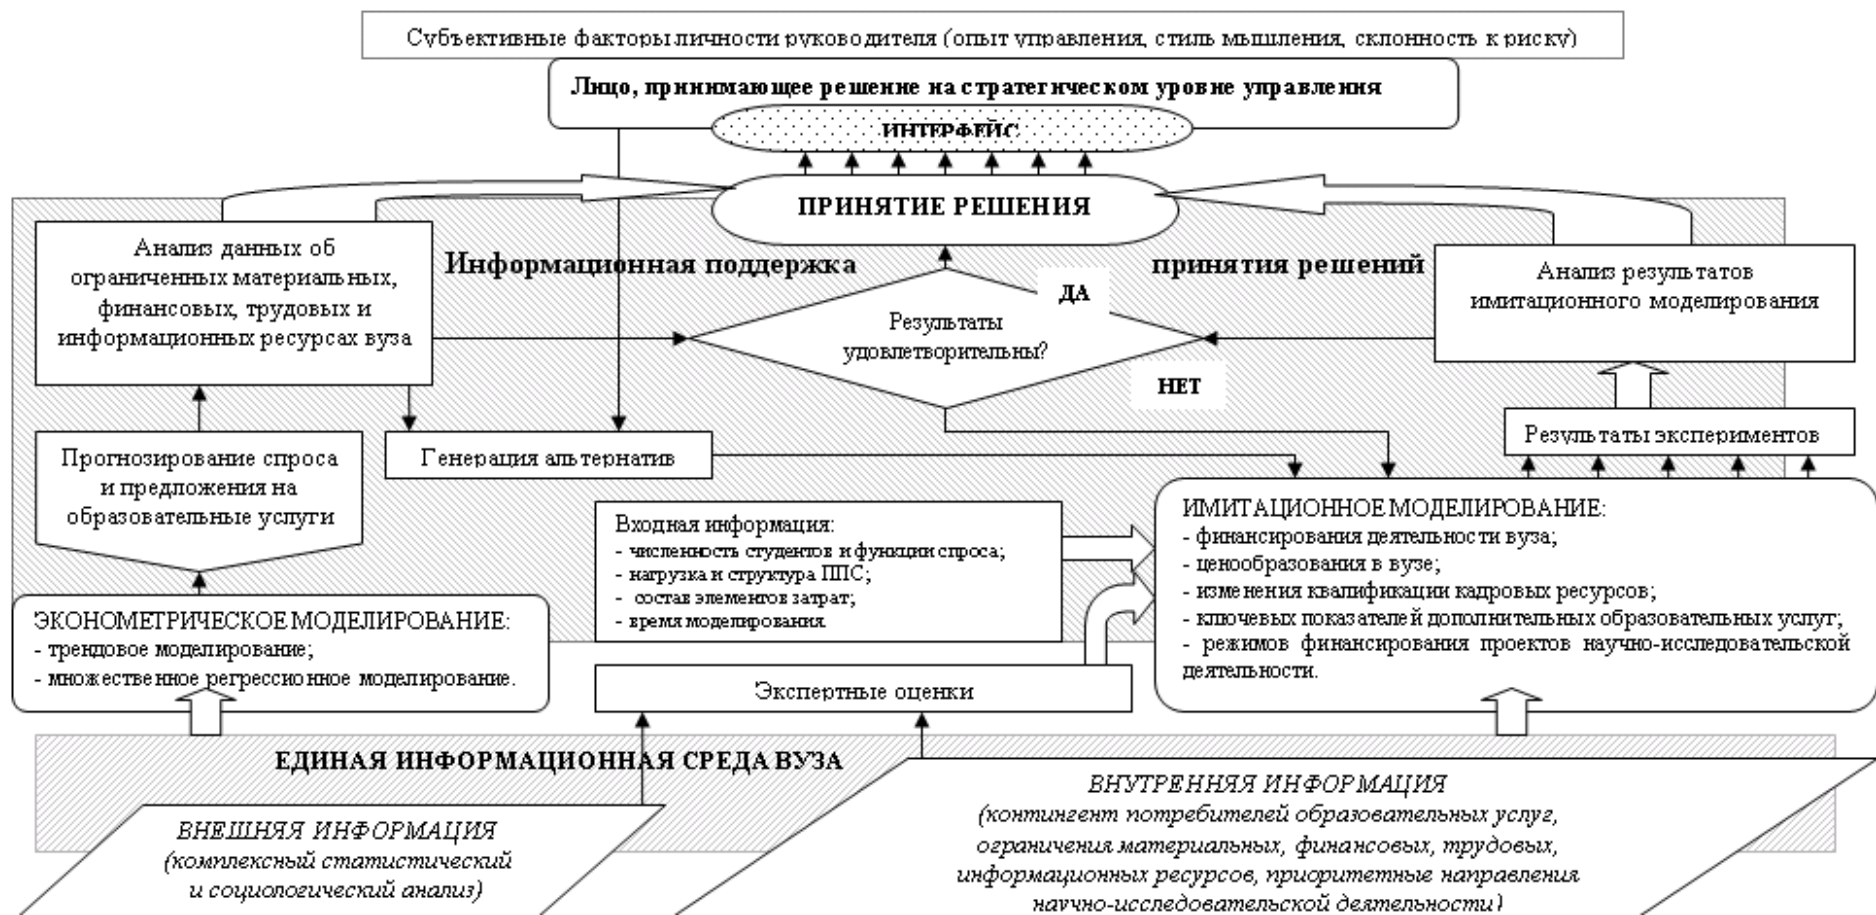 Субъективные факторы личности руководителя (опыт управления, стиль мышления, склонность к риску)
Лицо, принимающее решение на стратегическом уровне управления
ИНТЕРФЕЙС
ПРИНЯТИЕ РЕШЕНИЯ
Анализ данных об
ограниченных материальных,
финансовых, трудовых и
информационных ресурсах вуза
Информационная поддержка
принятия решений
Анализ результатов
имитационного моделирования
ДА
Результаты
удовлетворительны?
НЕТ
Прогнозирование спроса
и предложения на
образовательные услуги
Генерация альтернатив
Результаты экспериментов
Входная информация:
- численность студентов и функции спроса;
- нагрузка и структура ППС;
- состав элементов затрат;
- время моделирования.
ИМИТАЦИОННОЕ МОДЕЛИРОВАНИЕ:
- финансирования деятельности вуза;
- ценообразования в вузе;
- изменения квалификации кадровых ресурсов;
- ключевых показателей дополнительных образовательных услуг;
- режимов финансирования проектов научно-исследовательской
деятельности.
ЭКОНОМЕТРИЧЕСКОЕ МОДЕЛИРОВАНИЕ:
- трендовое моделирование;
- множественное регрессионное моделирование.
Экспертные оценки
ЕДИНАЯ ИНФОРМАЦИОННАЯ СРЕДА ВУЗА
ВНЕШНЯЯ ИНФОРМАЦИЯ
(комплексный статистический
и социологический анализ)
ВНУТРЕННЯЯ ИНФОРМАЦИЯ
(контингент потребителей образовательных услуг,
ограничения материальных, финансовых, трудовых,
информационных ресурсов, приоритетные направления
научно-исследовательской деятельности)